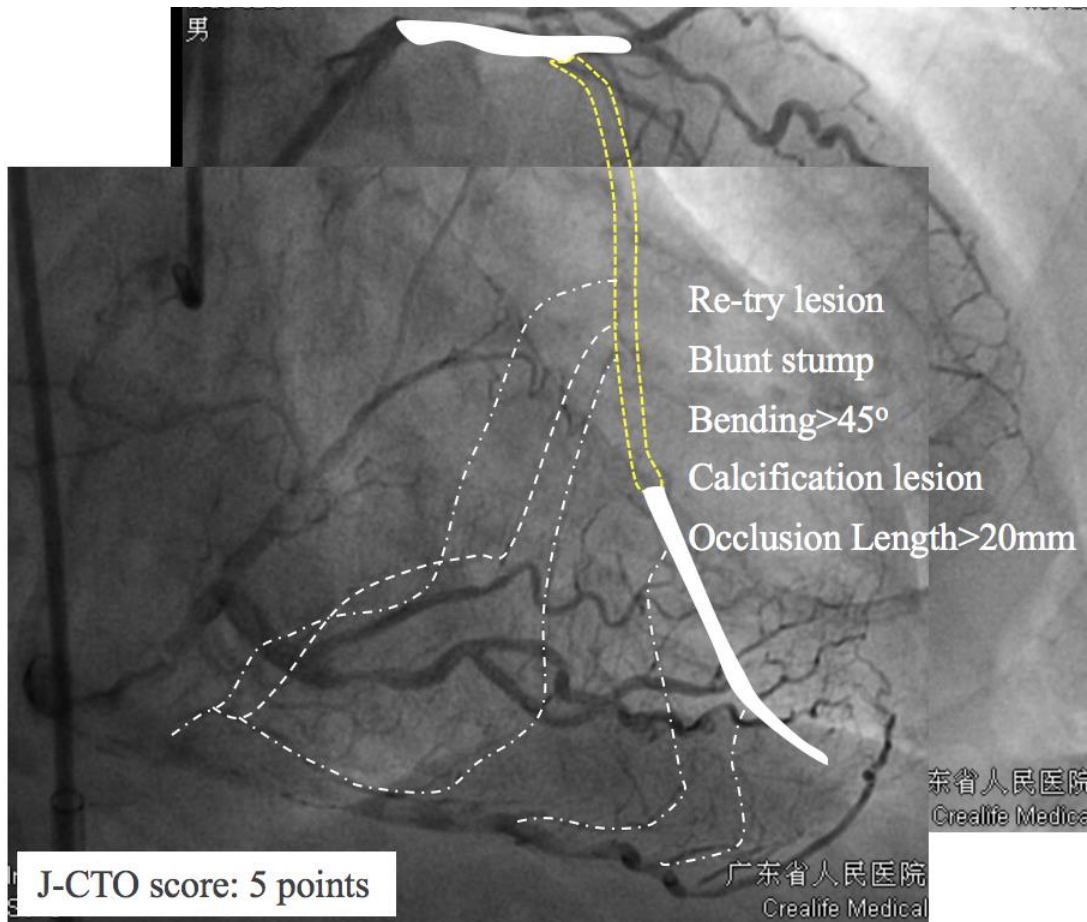 男
Re-try lesion
Blunt stump
Bending>45º
Calcification lesion
Occlusion Length>20mm
东省人民医院
Crealife Medica
J-CTO score: 5 points
广东省人民医院
Crealife Medical